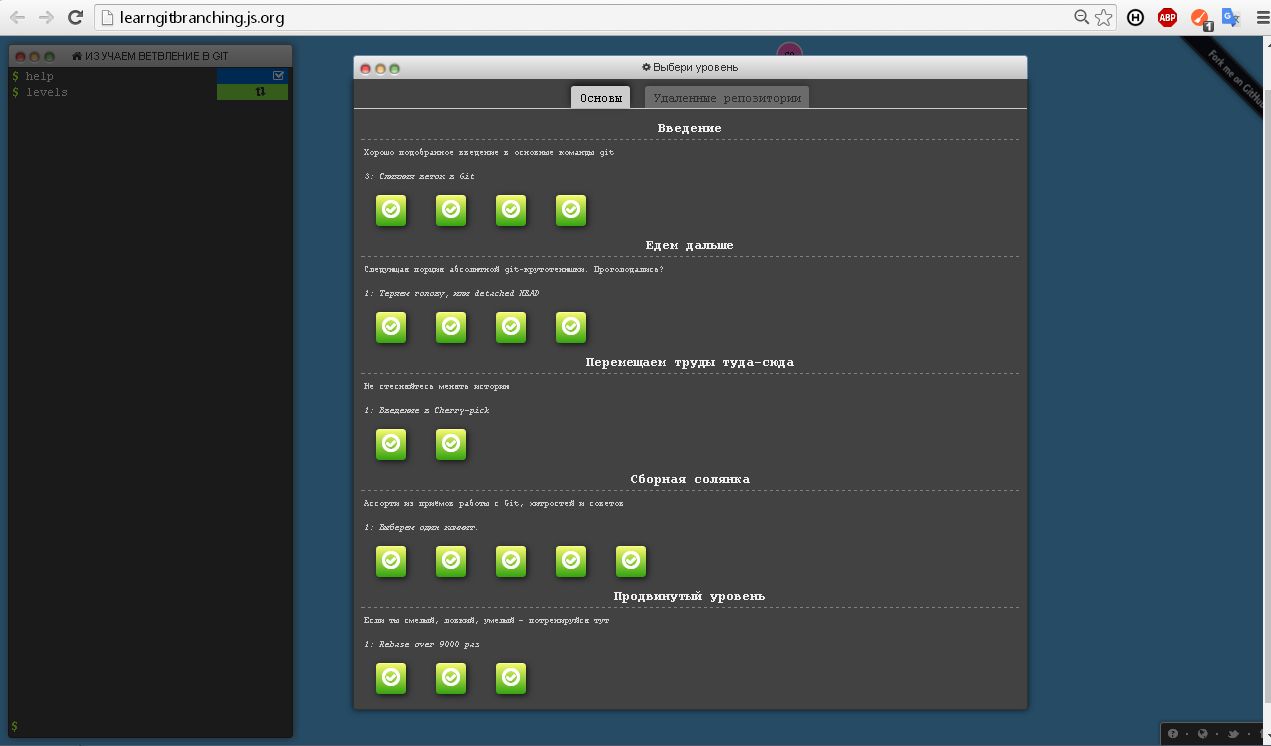 learngitbranching.js.org
ABP
1
ИЗУЧАЕМ ВЕТВЛЕНИЕ В GIT
$ help
$ levels
$
Fork me on GitHub
Выбери уровень
Основы
Удаленные репозитории
Введение
Хорошо подобранное введение в основные команды git
3: Слияния веток в Git
Едем дальше
Следующая порция абсолютной git-крутотенюшки. Проголодались?
1: Теряем голову, или detached HEAD
Перемещаем труды туда-сюда
Не стесняйтесь менять историю
1: Введение в Cherry-pick
Сборная солянка
Ассорти из приёмов работы с Git, хитростей и советов
1: Выберем один коммит.
Продвинутый уровень
Если ты смелый, ловкий, умелый - потренируйся тут
1: Rebase over 9000 раз